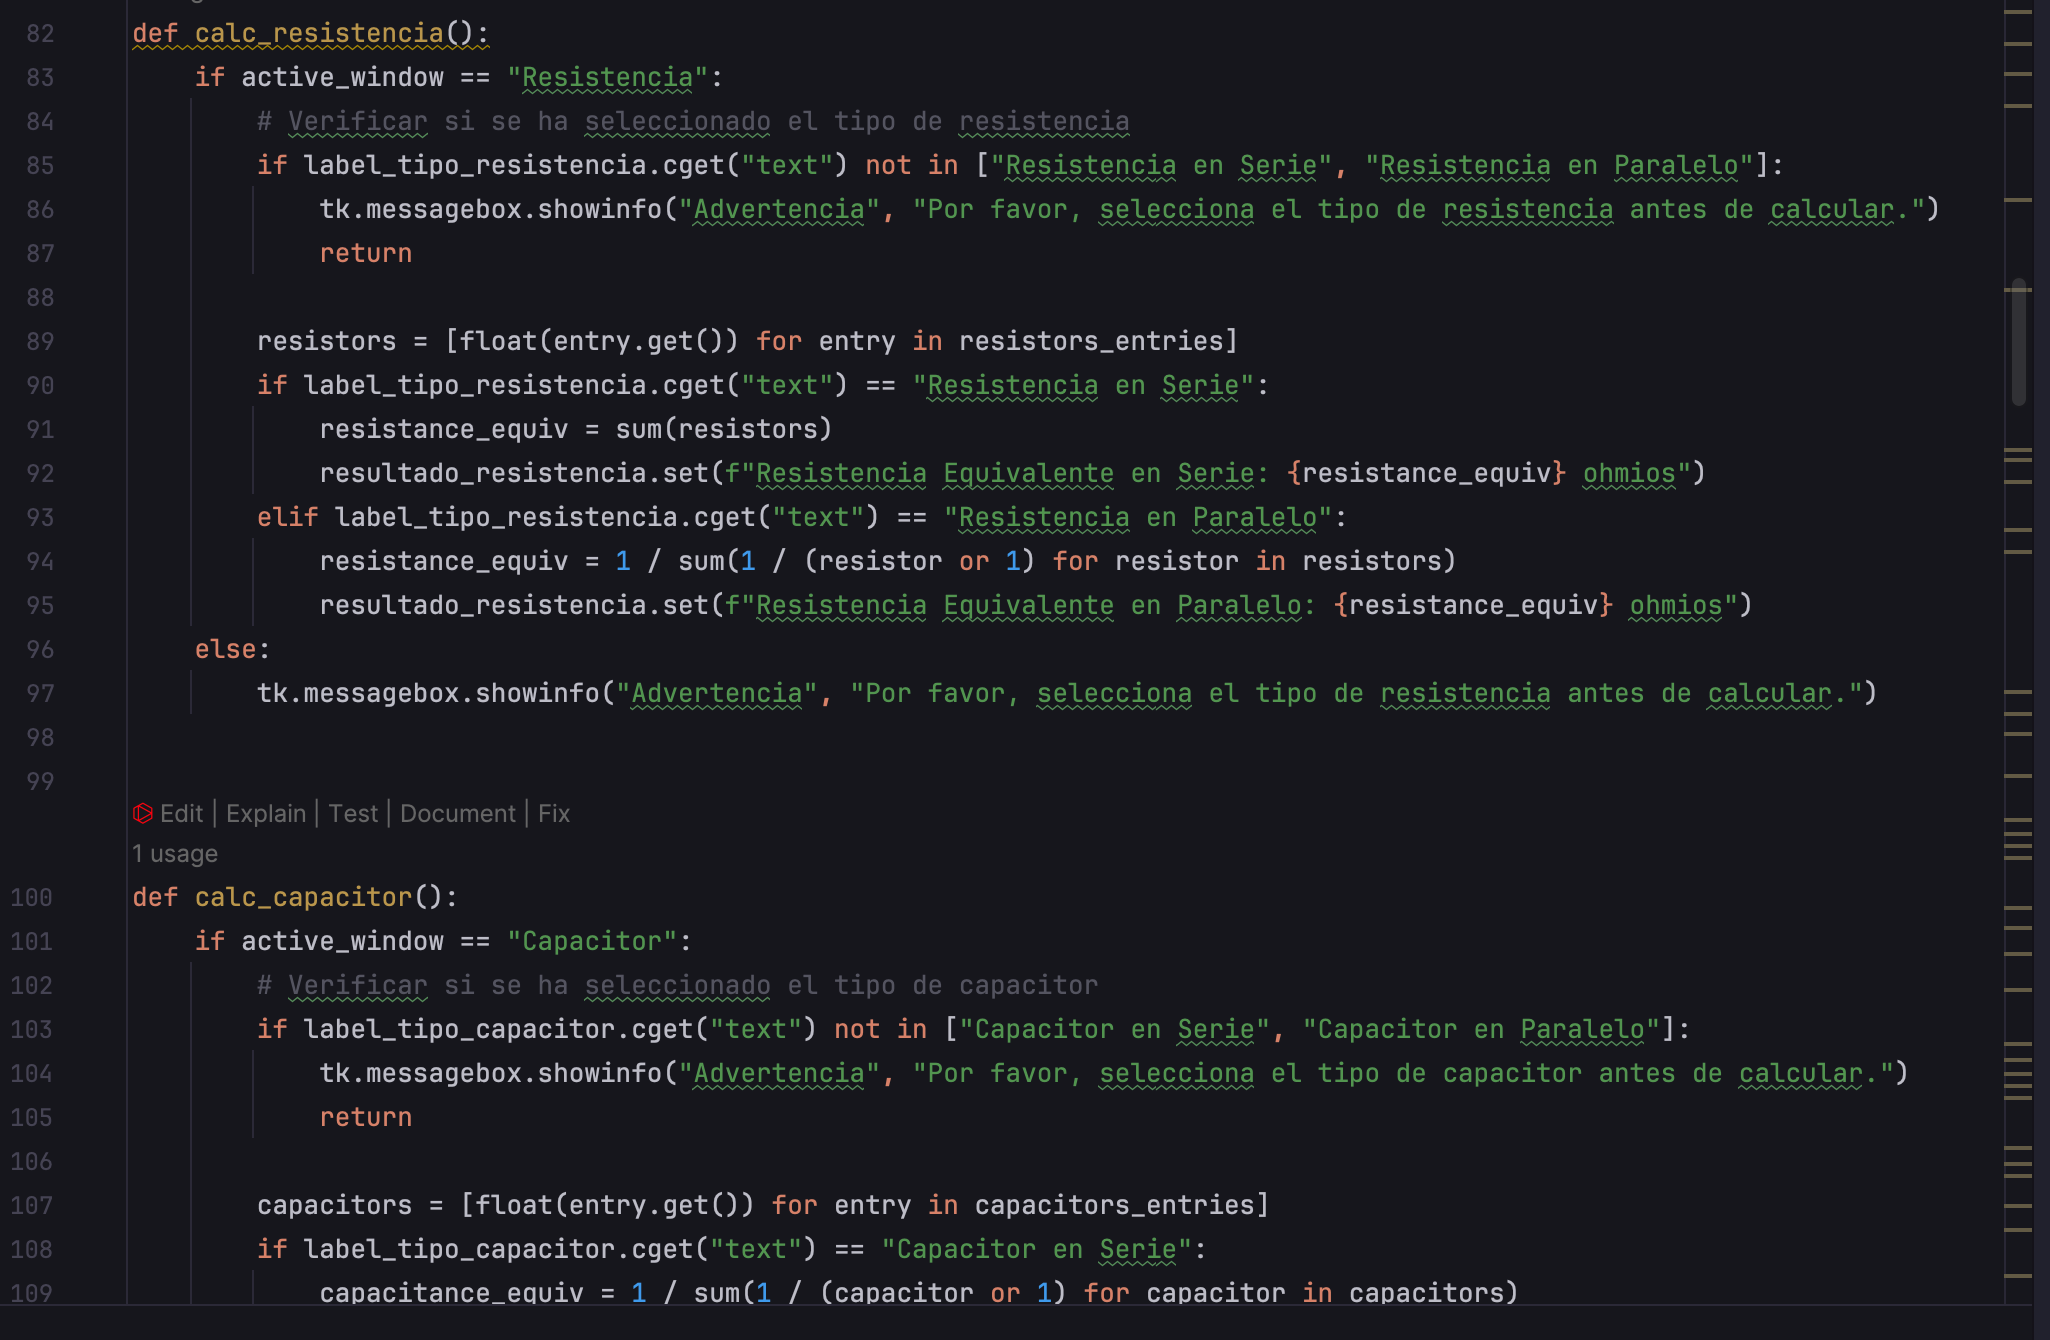 82 def calc_resistencia():
83 if active_window == "Resistencia":
84 # Verificar si se ha seleccionado el tipo de resistencia
85 if label_tipo_resistencia.cget("text") not in ["Resistencia en Serie", "Resistencia en Paralelo"]:
86 tk.messagebox.showinfo("Advertencia", "Por favor, selecciona el tipo de resistencia antes de calcular.")
87 return
88
89 resistors = [float(entry.get()) for entry in resistors_entries]
90 if label_tipo_resistencia.cget("text") == "Resistencia en Serie":
91 resistance_equiv = sum(resistors)
92 resultado_resistencia.set(f"Resistencia Equivalente en Serie: {resistance_equiv} ohmios")
93 elif label_tipo_resistencia.cget("text") == "Resistencia en Paralelo":
94 resistance_equiv = 1 / sum(1 / (resistor or 1) for resistor in resistors)
95 resultado_resistencia.set(f"Resistencia Equivalente en Paralelo: {resistance_equiv} ohmios")
96 else:
97 tk.messagebox.showinfo("Advertencia", "Por favor, selecciona el tipo de resistencia antes de calcular.")
98
99
Edit | Explain | Test | Document | Fix
1 usage
100 def calc_capacitor():
101 if active_window == "Capacitor":
102 # Verificar si se ha seleccionado el tipo de capacitor
103 if label_tipo_capacitor.cget("text") not in ["Capacitor en Serie", "Capacitor en Paralelo"]:
104 tk.messagebox.showinfo("Advertencia", "Por favor, selecciona el tipo de capacitor antes de calcular.")
105 return
106
107 capacitors = [float(entry.get()) for entry in capacitors_entries]
108 if label_tipo_capacitor.cget("text") == "Capacitor en Serie":
109 capacitance_equiv = 1 / sum(1 / (capacitor or 1) for capacitor in capacitors)